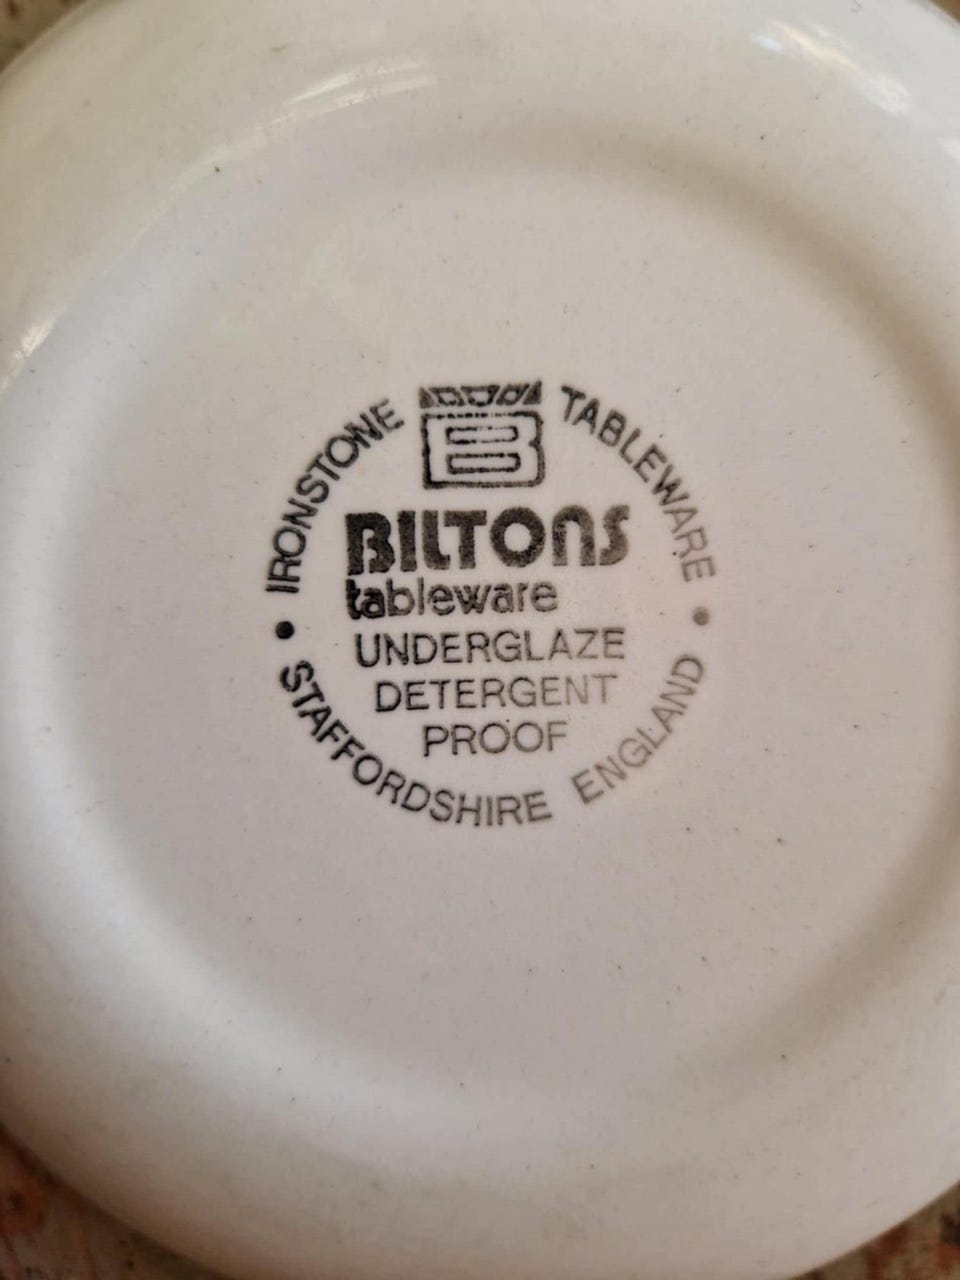 IRONSTONE TABLEWARE
B
BILTONS
tableware
UNDERGLAZE
DETERGENT
PROOF
STAFFORDSHIRE ENGLAND